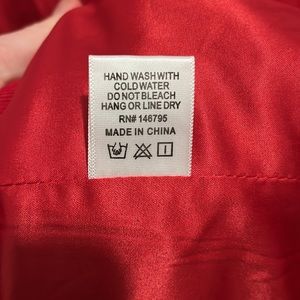 HAND WASH WITH
COLD WATER
DO NOT BLEACH
HANG OR LINE DRY
RN# 146795
MADE IN CHINA